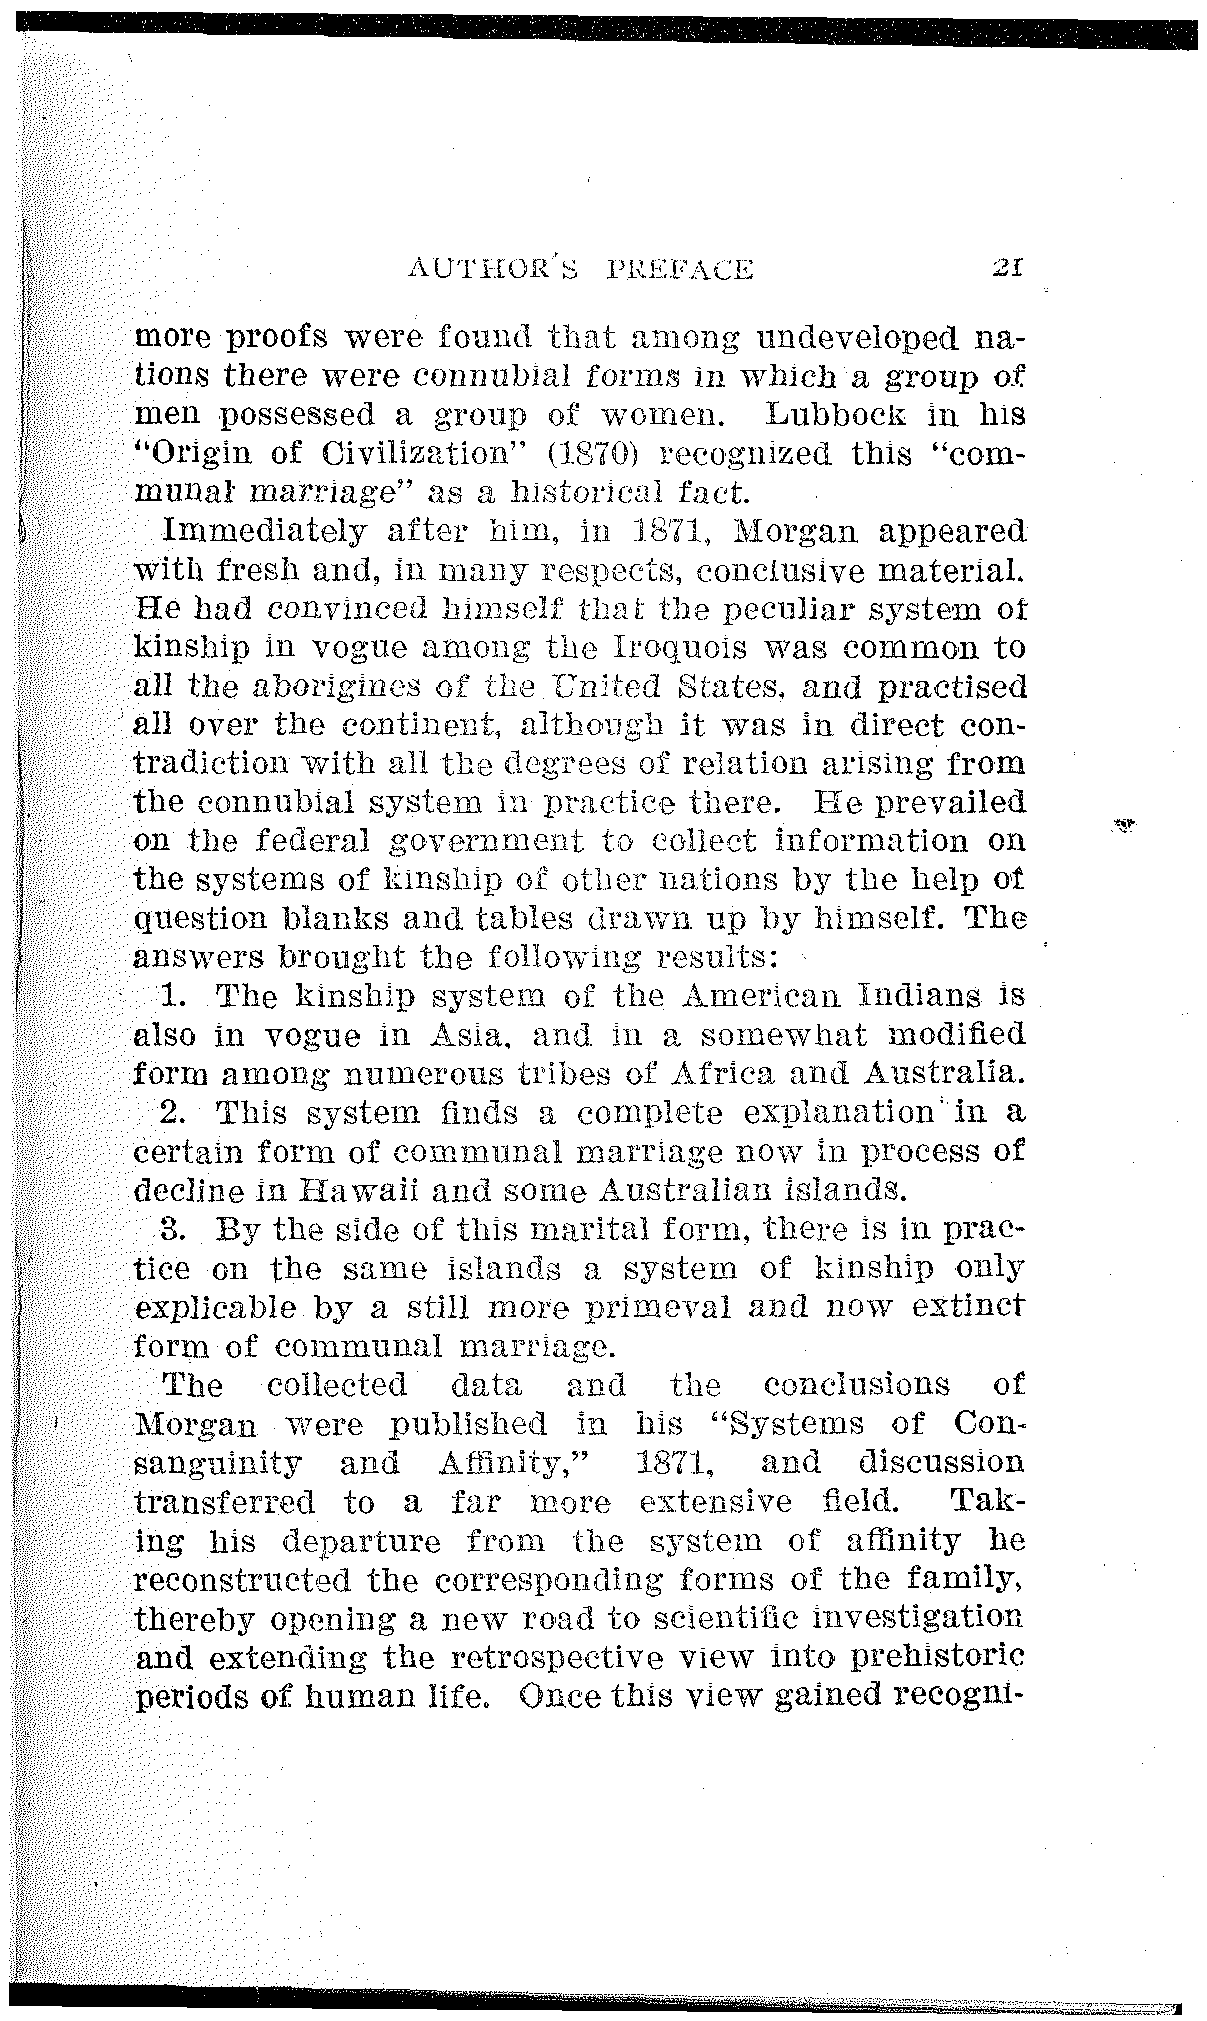 AUTHOR'S PREFACE 21
more proofs were found that among undeveloped na-
tions there were connubial forms in which a group of
men possessed a group of women. Lubbock in his
"Origin of Civilization" (1870) recognized this "com-
munal marriage" as a historical fact.
Immediately after him, in 1871, Morgan appeared
with fresh and, in many respects, conclusive material.
He had convinced himself that the peculiar system of
kinship in vogue among the Iroquois was common to
all the aborigines of the United States, and practised
all over the continent, although it was in direct con-
tradiction with all the degrees of relation arising from
the connubial system in practice there. He prevailed
on the federal government to collect information on
the systems of kinship of other nations by the help of
question blanks and tables drawn up by himself. The
answers brought the following results:
1. The kinship system of the American Indians is
also in vogue in Asia, and in a somewhat modified
form among numerous tribes of Africa and Australia.
2. This system finds a complete explanation in a
certain form of communal marriage now in process of
decline in Hawaii and some Australian islands.
3. By the side of this marital form, there is in prac-
tice on the same islands a system of kinship only
explicable by a still more primeval and now extinct
form of communal marriage.
The collected data and the conclusions of
Morgan were published in his "Systems of Con-
sanguinity and Affinity," 1871, and discussion
transferred to a far more extensive field. Tak-
ing his departure from the system of affinity he
reconstructed the corresponding forms of the family,
thereby opening a new road to scientific investigation
and extending the retrospective view into prehistoric
periods of human life. Once this view gained recogni-